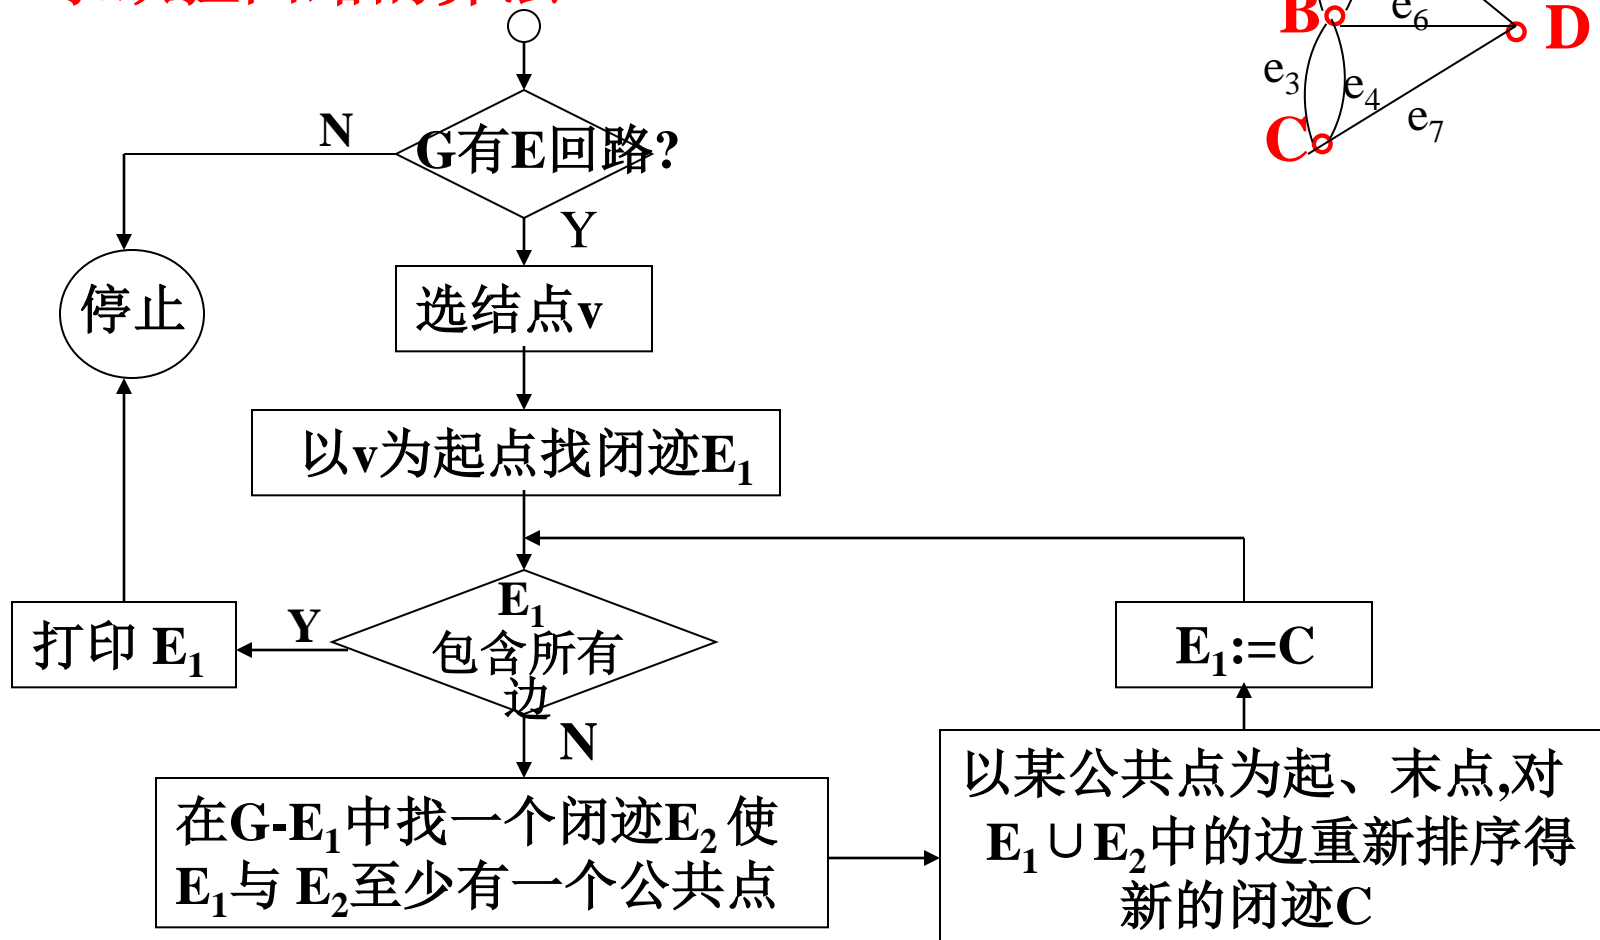 B
e6
D
e3
e4
e7
C
N
G有E回路?
Y
停止
选结点v
以v为起点找闭迹E1
E1
包含所有
边
Y
打印 E1
N
E1:=C
在G-E1中找一个闭迹E2 使
E1与 E2至少有一个公共点
以某公共点为起、末点,对
E1∪E2中的边重新排序得
新的闭迹C